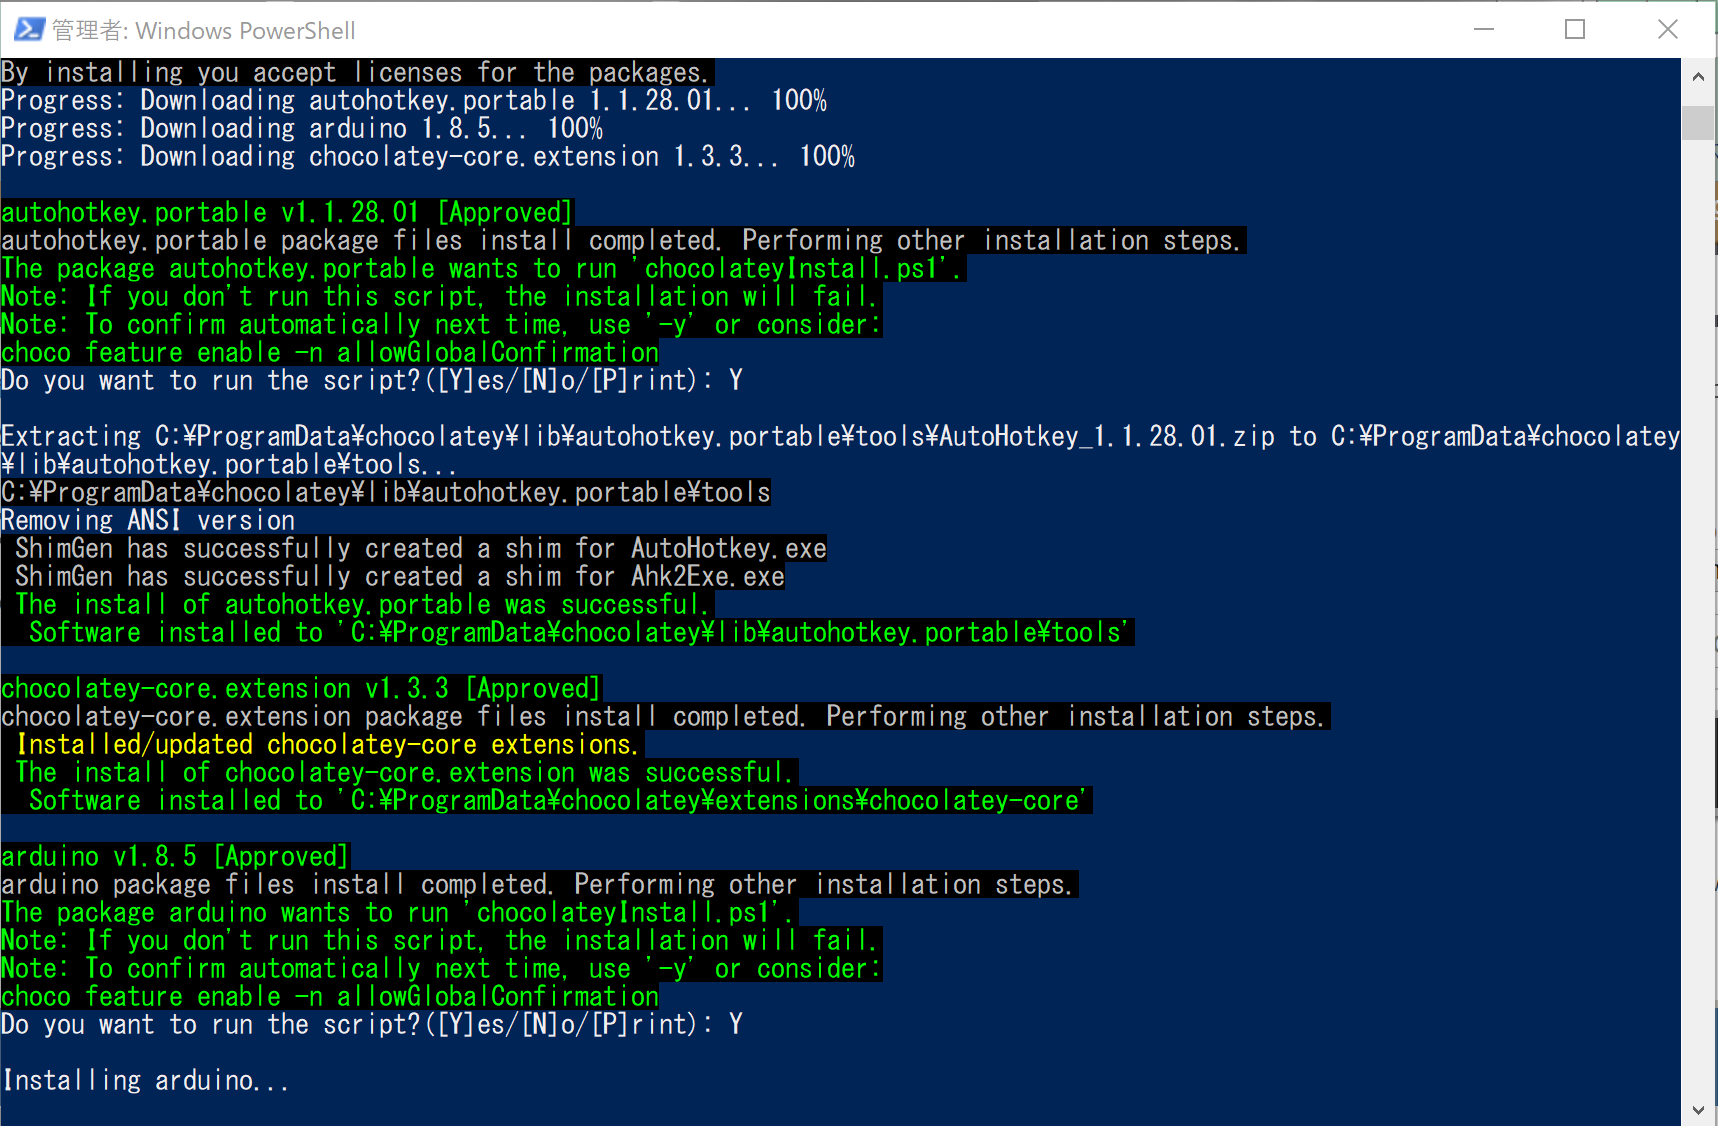 管理者: Windows PowerShell
By installing you accept licenses for the packages.
Progress: Downloading autohotkey.portable 1.1.28.01... 100%
Progress: Downloading arduino 1.8.5... 100%
Progress: Downloading chocolatey-core.extension 1.3.3... 100%
autohotkey.portable v1.1.28.01 [Approved]
autohotkey.portable package files install completed. Performing other installation steps.
The package autohotkey.portable wants to run 'chocolateyInstall.ps1'.
Note: If you don't run this script, the installation will fail.
Note: To confirm automatically next time, use '-y' or consider:
choco feature enable -n allowGlobalConfirmation
Do you want to run the script?([Y]es/[N]o/[P]rint): Y
Extracting C:¥ProgramData¥chocolatey¥lib¥autohotkey.portable¥tools¥AutoHotkey_1.1.28.01.zip to C:¥ProgramData¥chocolatey
¥lib¥autohotkey.portable¥tools...
C:¥ProgramData¥chocolatey¥lib¥autohotkey.portable¥tools
Removing ANSI version
ShimGen has successfully created a shim for AutoHotkey.exe
ShimGen has successfully created a shim for Ahk2Exe.exe
The install of autohotkey.portable was successful.
Software installed to 'C:¥ProgramData¥chocolatey¥lib¥autohotkey.portable¥tools'
chocolatey-core.extension v1.3.3 [Approved]
chocolatey-core.extension package files install completed. Performing other installation steps.
Installed/updated chocolatey-core extensions.
The install of chocolatey-core.extension was successful.
Software installed to 'C:¥ProgramData¥chocolatey¥extensions¥chocolatey-core'
arduino v1.8.5 [Approved]
arduino package files install completed. Performing other installation steps.
The package arduino wants to run 'chocolateyInstall.ps1'.
Note: If you don't run this script, the installation will fail.
Note: To confirm automatically next time, use '-y' or consider:
choco feature enable -n allowGlobalConfirmation
Do you want to run the script?([Y]es/[N]o/[P]rint): Y
Installing arduino...